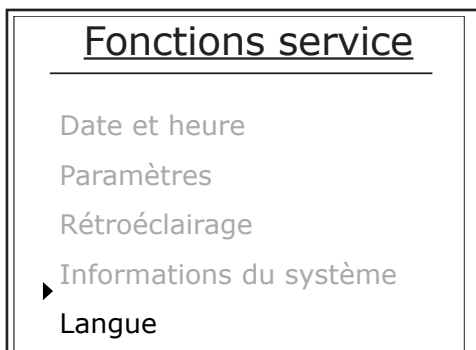 Fonctions service
Date et heure
Paramètres
Rétroéclairage
Informations du système
Langue